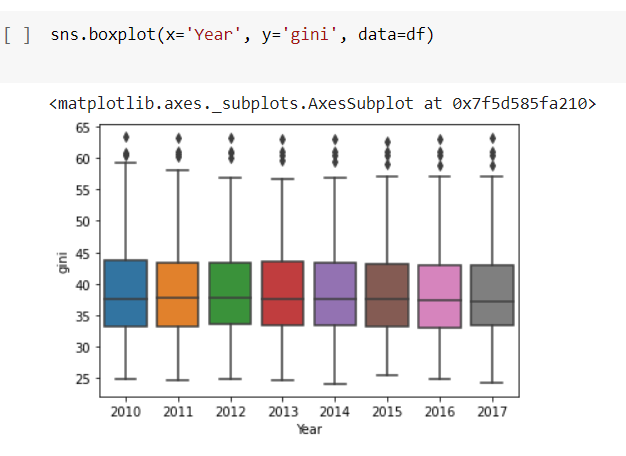 [ ] sns.boxplot(x='Year', y='gini', data=df)
<matplotlib.axes._subplots.AxesSubplot at 0x7f5d585fa210>
65
60
55
50
45
40
35
30
25
gini
2010 2011 2012 2013 2014 2015 2016 2017
Year